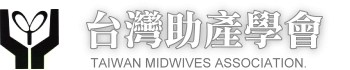 台灣助產學會
TAIWAN MIDWIVES ASSOCIATION.